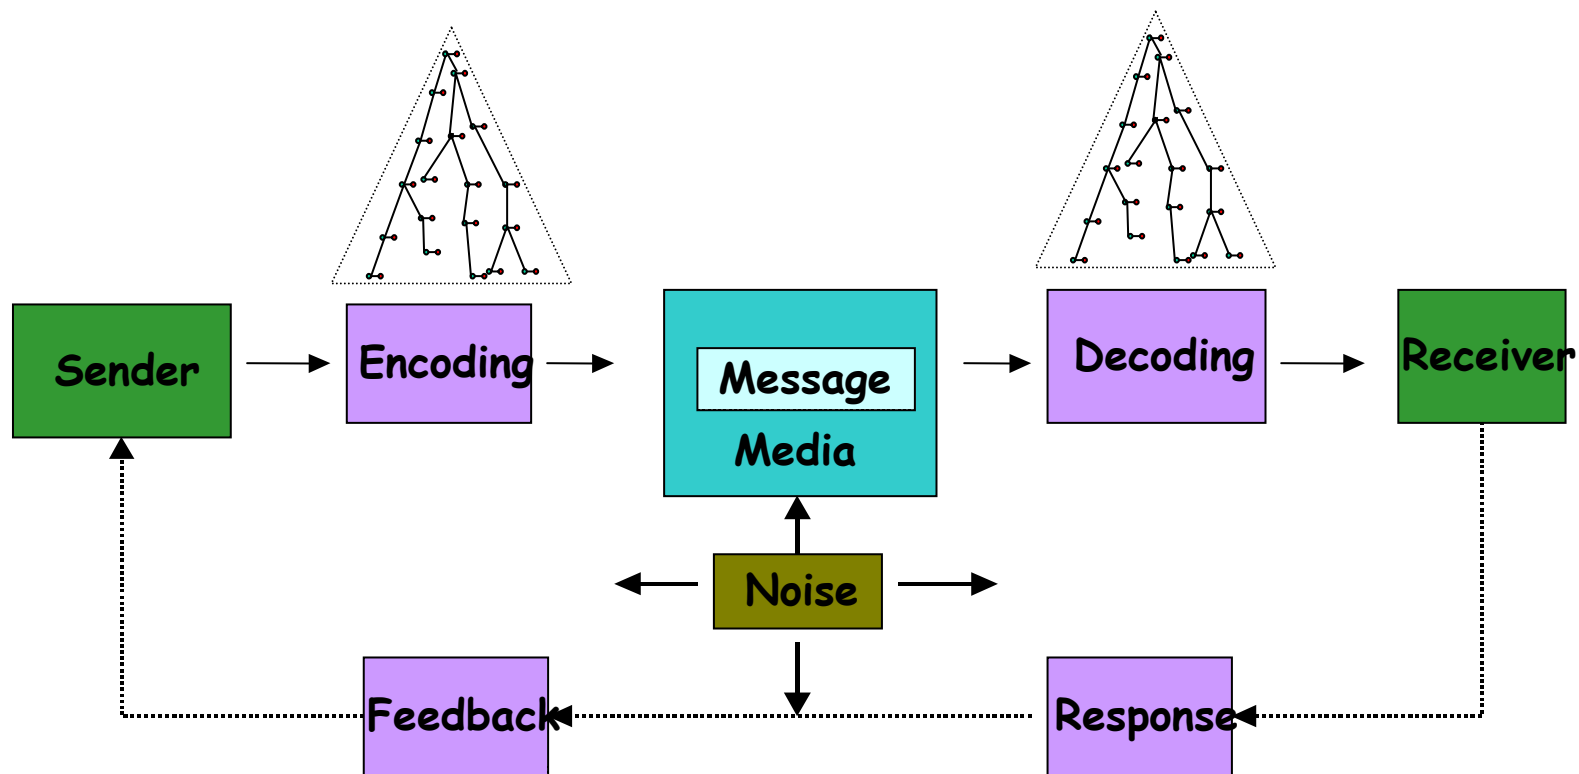 Sender
Encoding
Message
Media
Decoding
Receiver
Noise
Feedback
Response